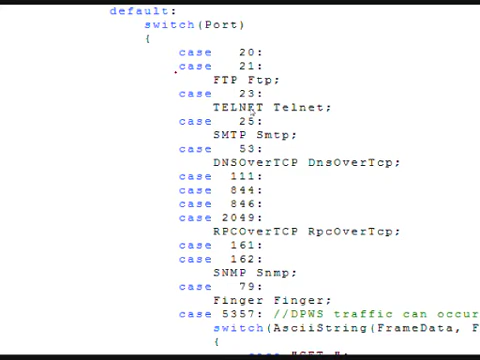 default:
switch(Port)
{
case 20:
case 21:
FTP Ftp;
case 23:
TELNET Telnet;
case 25:
SMTP Smtp;
case 53:
DNSOverTCP DnsOverTcp;
case 111:
case 844:
case 846:
case 2049:
RPCOverTCP RpcOverTcp;
case 161:
case 162:
SNMP Snmp;
case 79:
Finger Finger;
case 5357: //DPWS traffic can occur
switch(AsciiString(FrameData, F
{
case "GET ":